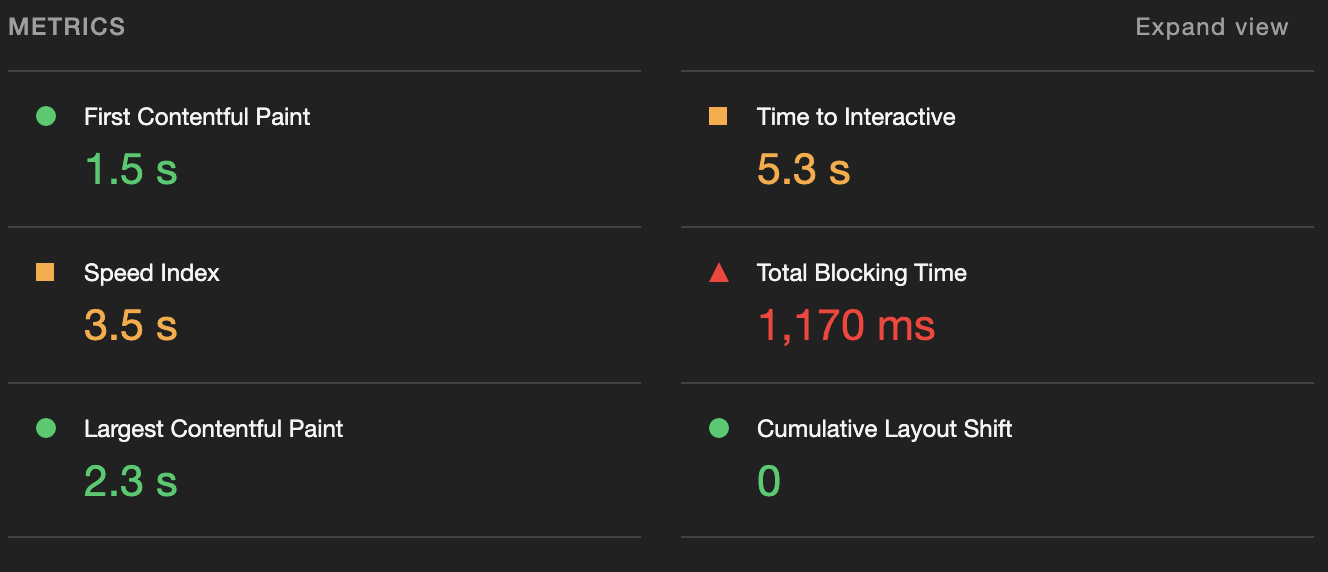 METRICS
Expand view
First Contentful Paint
1.5 s
Time to Interactive
5.3 s
Speed Index
3.5 s
Total Blocking Time
1,170 ms
Largest Contentful Paint
2.3 s
Cumulative Layout Shift
0